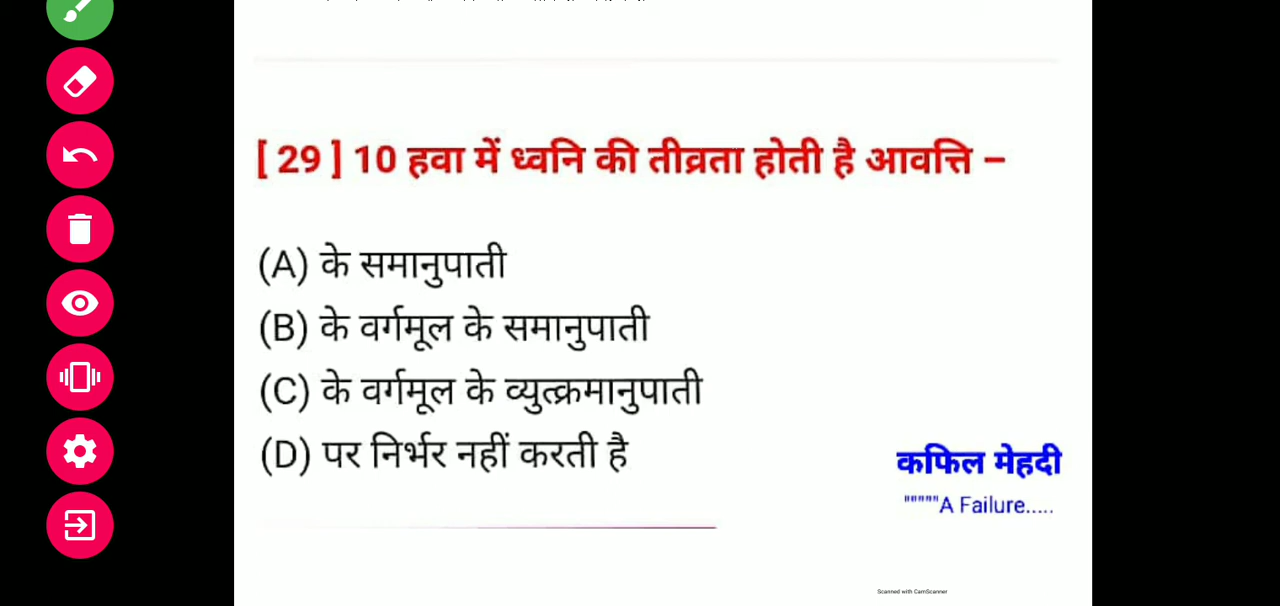 [ 29 ] 10 हवा में ध्वनि की तीव्रता होती है आवत्ति –
(A) के समानुपाती
(B) के वर्गमूल के समानुपाती
(C) के वर्गमूल के व्युत्क्रमानुपाती
(D) पर निर्भर नहीं करती है
कफिल मेहदी
"""""A Failure.....
Scanned with CamScanner